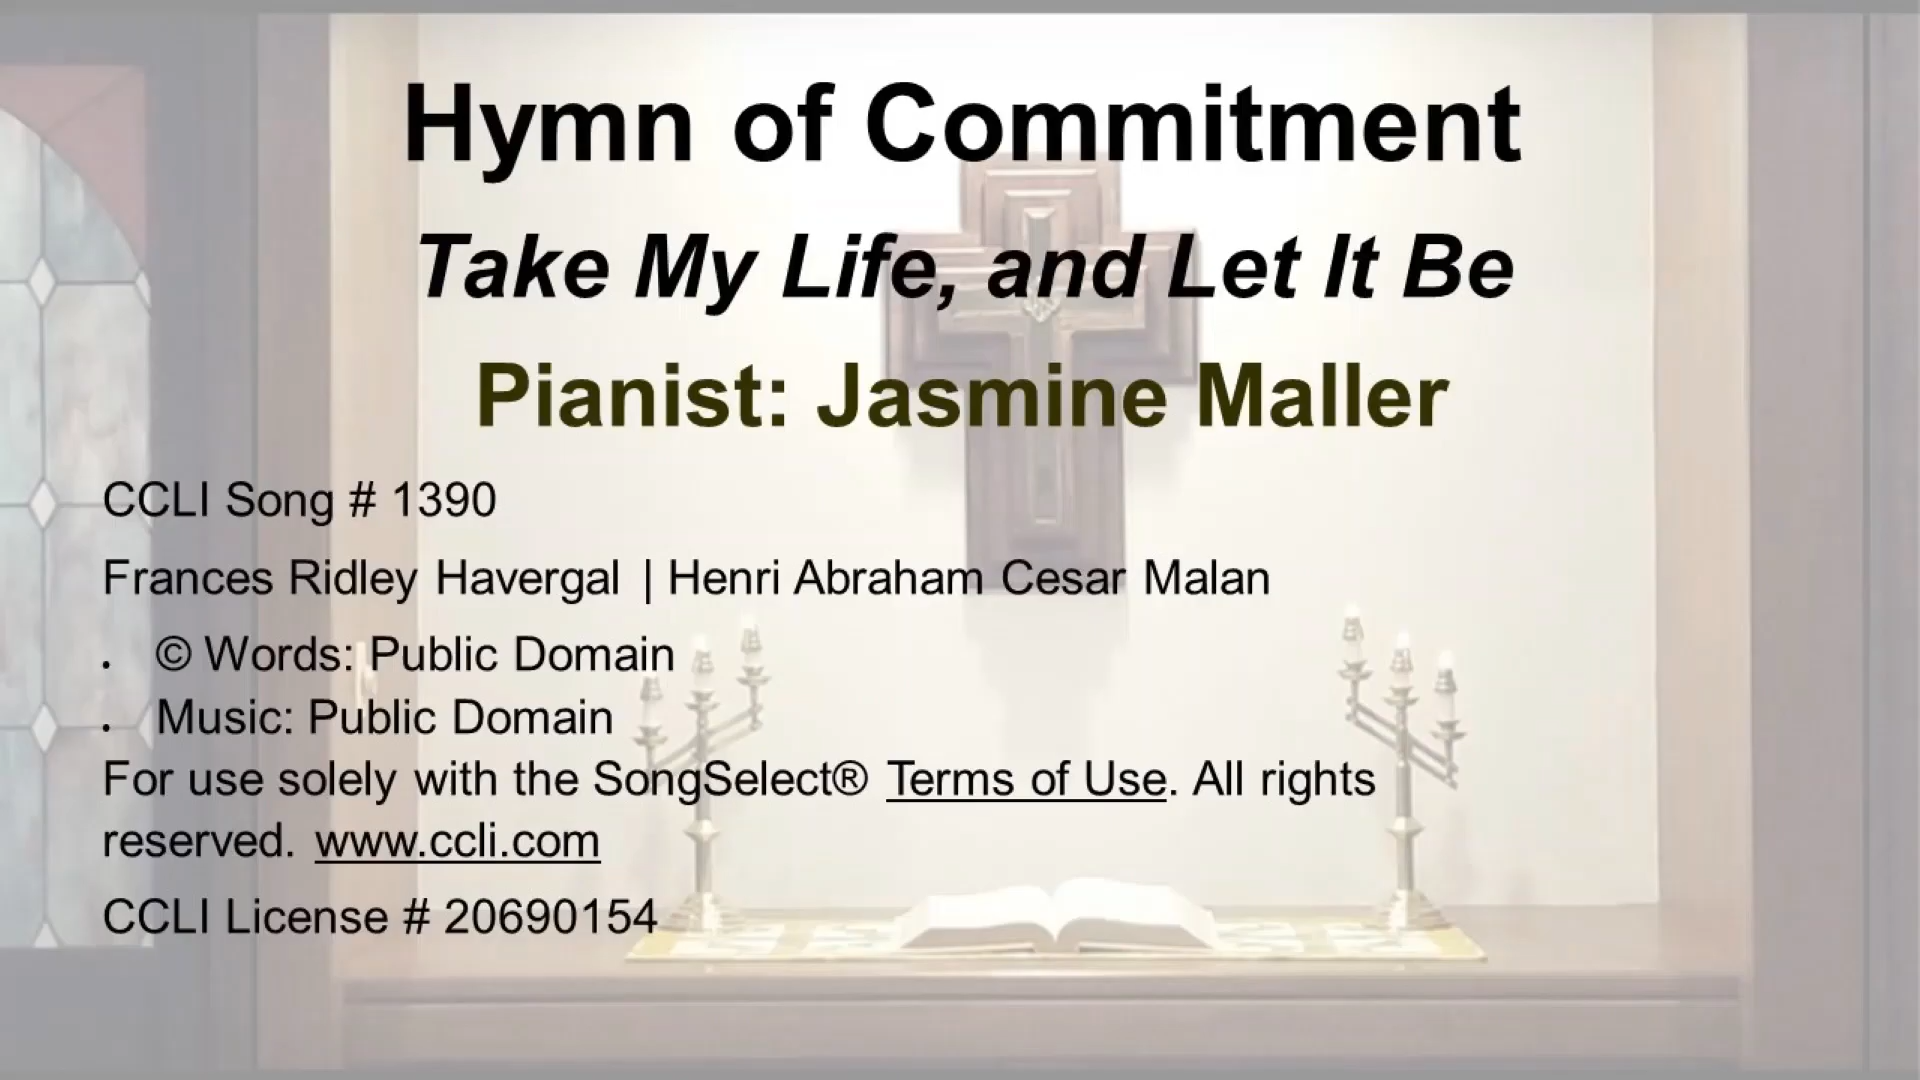 Hymn of Commitment
Take My Life, and Let It Be
Pianist: Jasmine Maller
CCLI Song # 1390
Frances Ridley Havergal | Henri Abraham Cesar Malan
• © Words: Public Domain
• Music: Public Domain
For use solely with the SongSelect® Terms of Use. All rights
reserved. www.ccli.com
CCLI License # 20690154